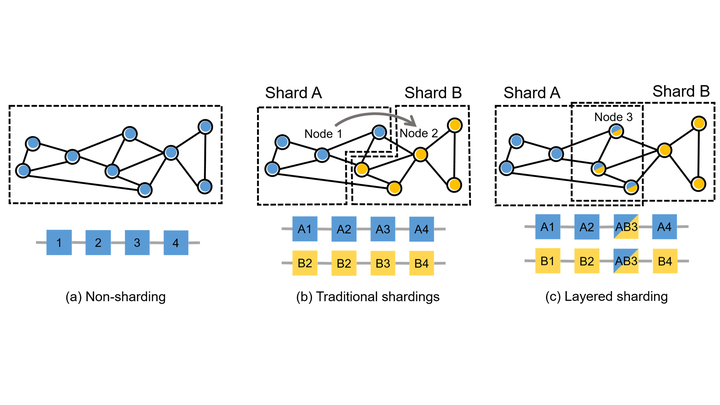 Shard A
Shard B
Shard A
Shard B
Node 1
Node 2
Node 3
1
2
3
4
A1
A2
A3
A4
B2
B2
B3
B4
A1
A2
AB3
A4
B1
B2
AB3
B4
(a) Non-sharding
(b) Traditional shardings
(c) Layered sharding